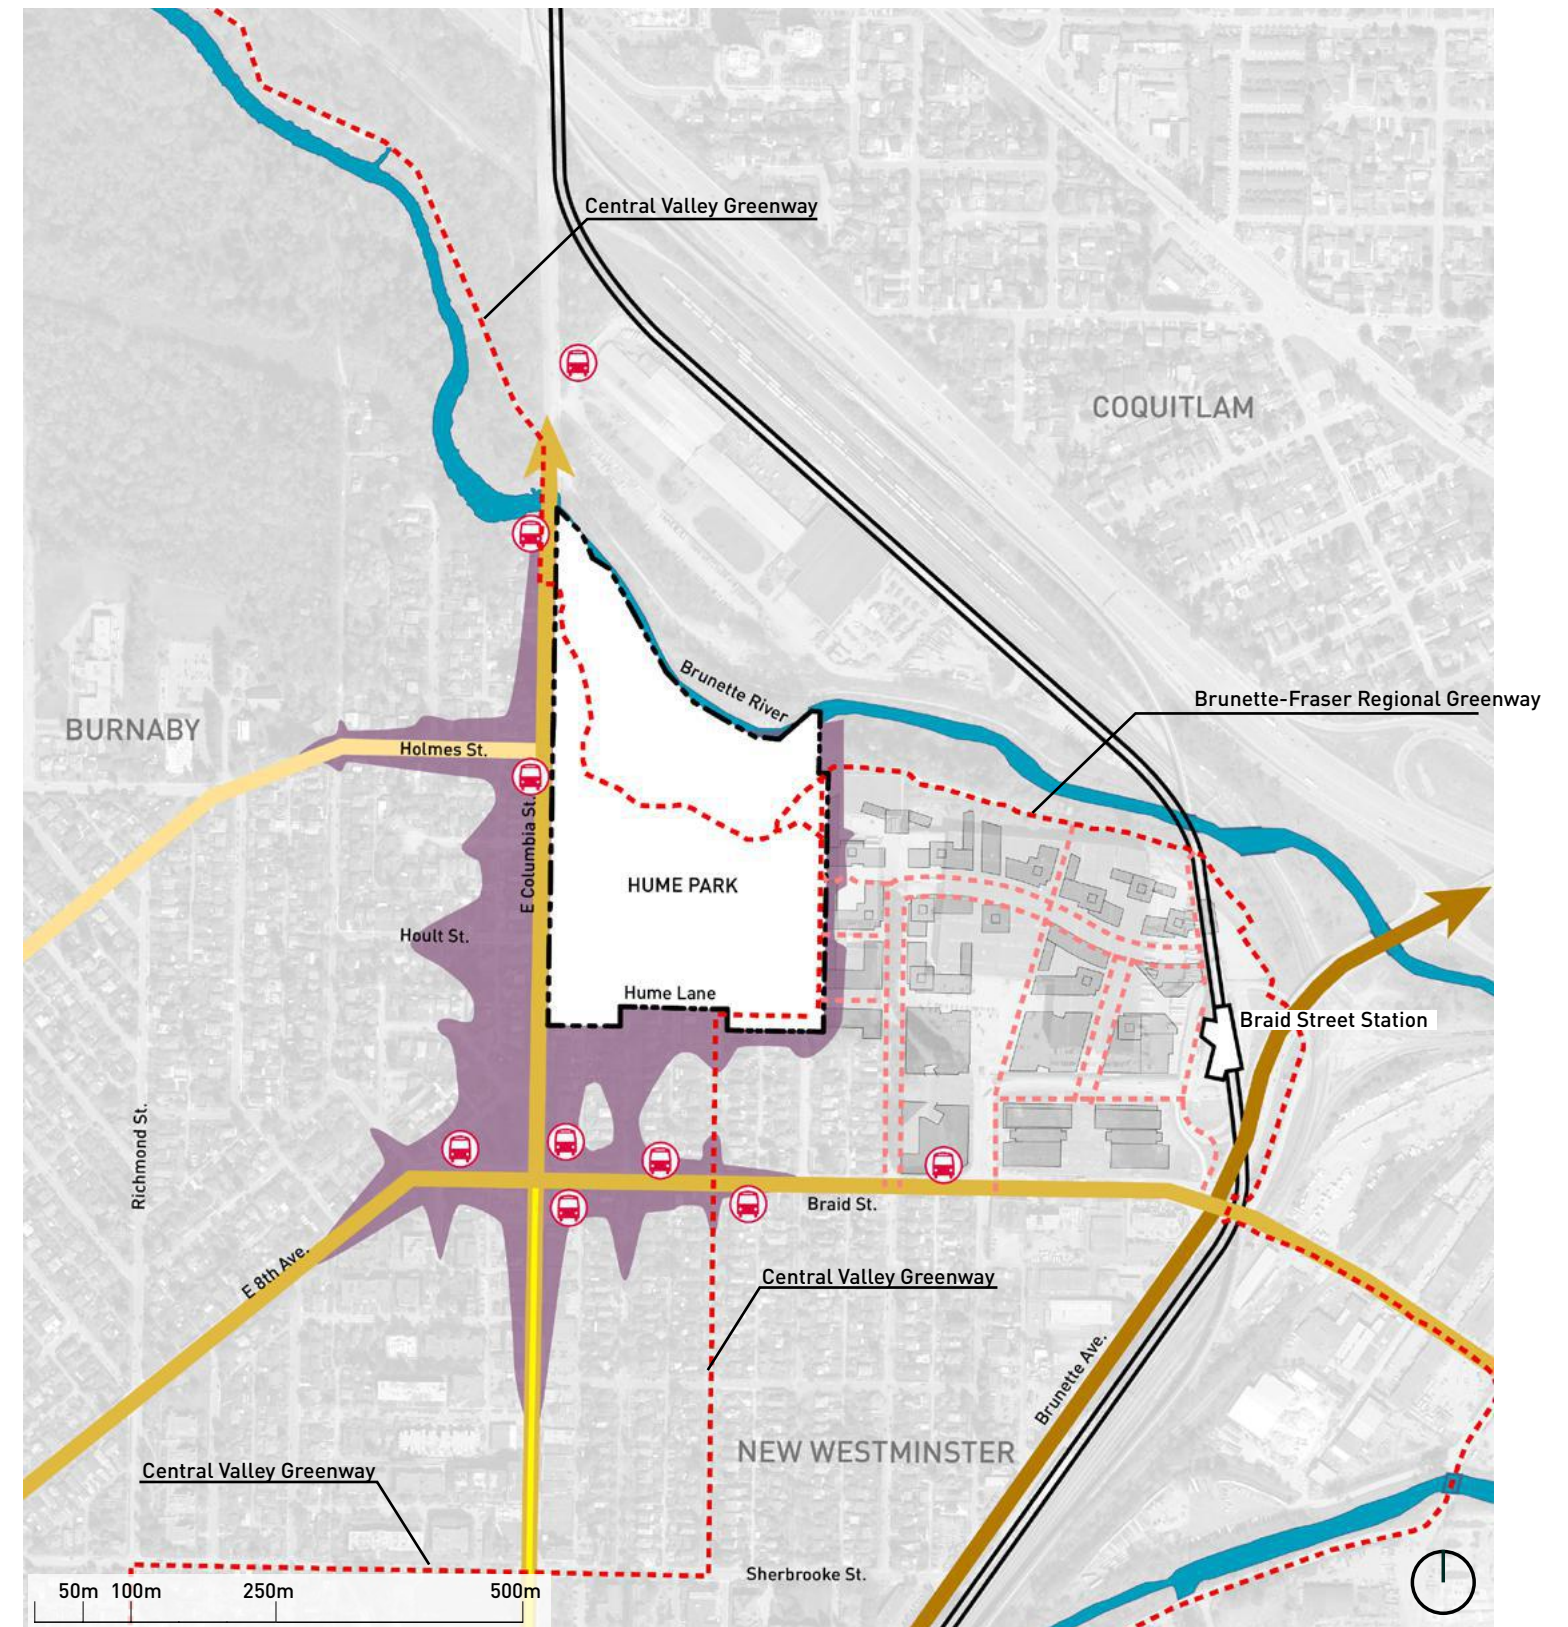 Central Valley Greenway
COQUITLAM
Brunette River
Brunette-Fraser Regional Greenway
BURNABY
Holmes St.
E Columbia St.
HUME PARK
Hoult St.
Hume Lane
Braid Street Station
Richmond St.
Braid St.
E 8th Ave.
Central Valley Greenway
Brunette Ave.
NEW WESTMINSTER
Central Valley Greenway
Sherbrooke St.
50m 100m 250m 500m